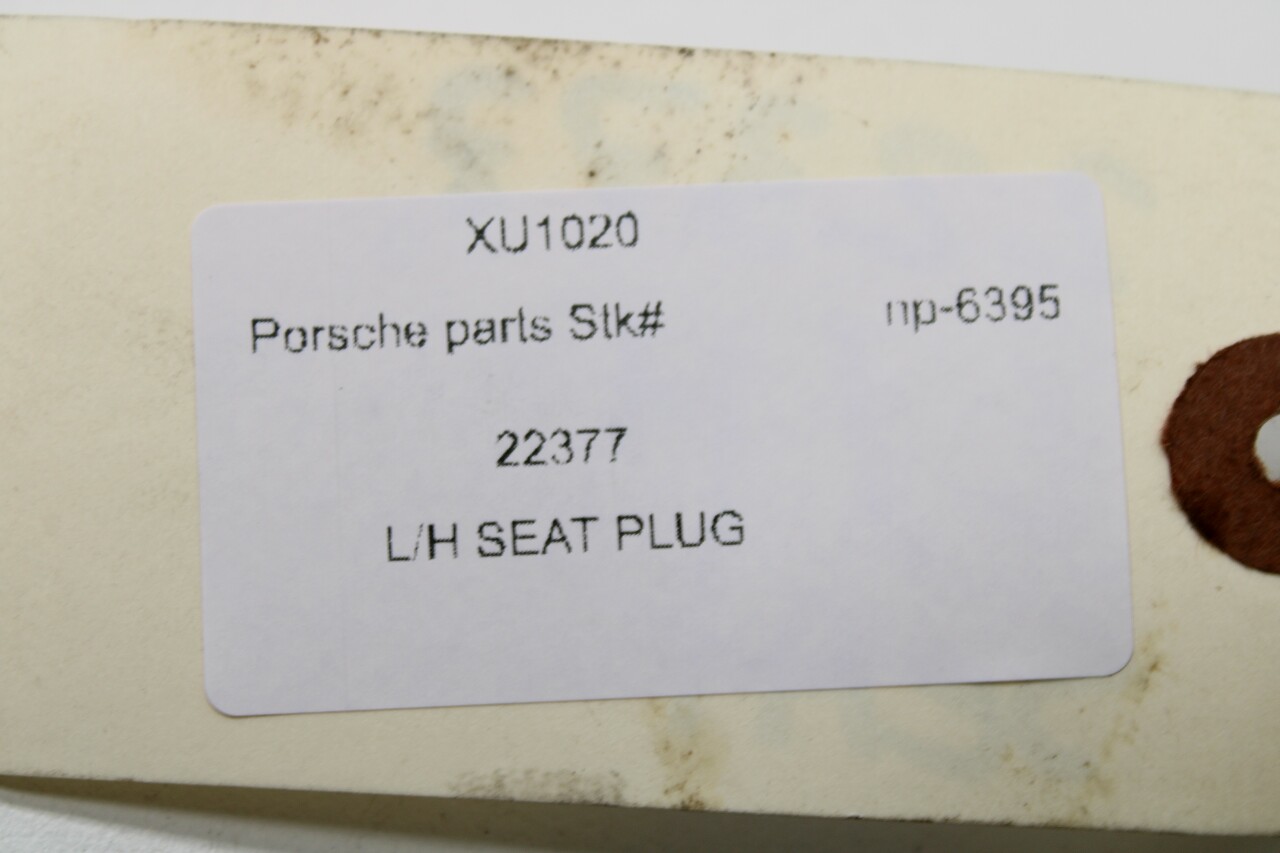 XU1020
Porsche parts Stk# np-6395
22377
L/H SEAT PLUG